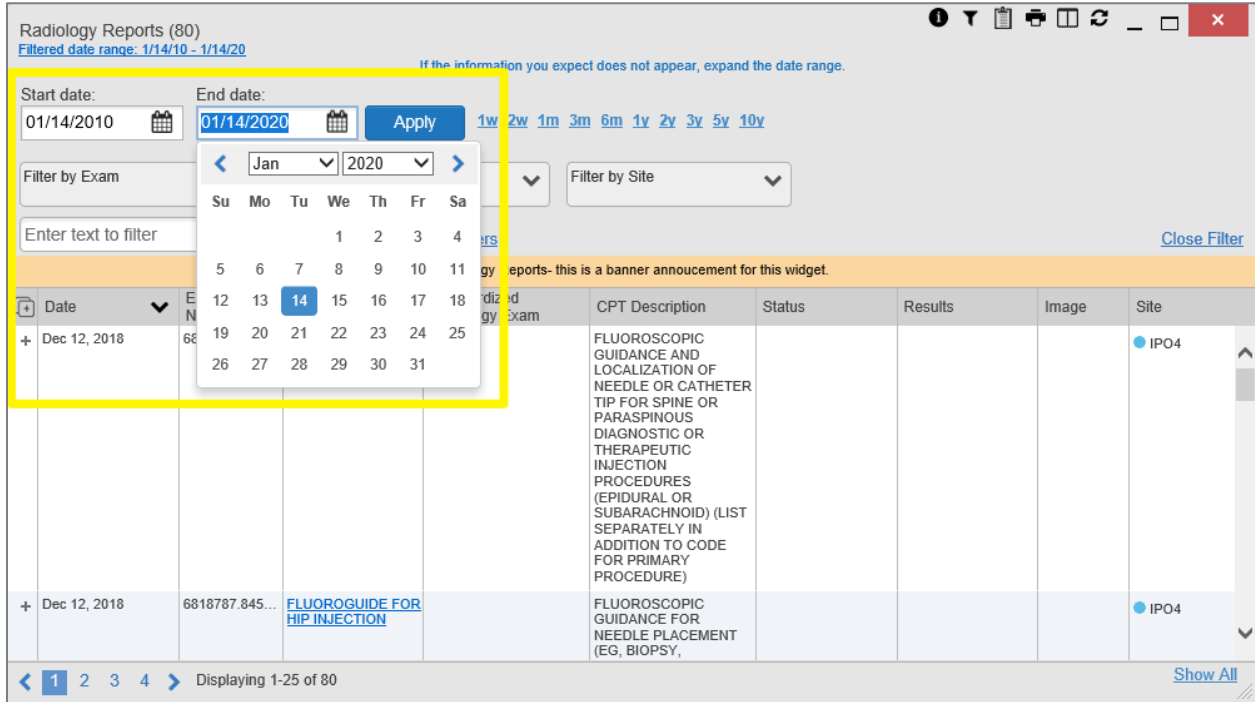 Radiology Reports (80)
Filtered date range: 1/14/10 - 1/14/20
If the information you expect does not appear, expand the date range.
Start date:
End date:
01/14/2010
01/14/2020
Apply
1w 2w 1m 3m 6m 1y 2y 3y 5y 10y
Jan 2020
Filter by Exam
Filter by Site
Su Mo Tu We Th Fr Sa
1 2 3 4
5 6 7 8 9 10 11
12 13 14 15 16 17 18
19 20 21 22 23 24 25
26 27 28 29 30 31
Enter text to filter
Close Filter
Reports- this is a banner annoucement for this widget.
Date
Exam
CPT Description
Status
Results
Image
Site
+ Dec 12, 2018
68
FLUOROSCOPIC
GUIDANCE AND
LOCALIZATION OF
NEEDLE OR CATHETER
TIP FOR SPINE OR
PARASPINOUS
DIAGNOSTIC OR
THERAPEUTIC
INJECTION
PROCEDURES
(EPIDURAL OR
SUBARACHNOID) (LIST
SEPARATELY IN
ADDITION TO CODE
FOR PRIMARY
PROCEDURE)
IPO4
+ Dec 12, 2018
6818787.845...
FLUOROGUIDE FOR
HIP INJECTION
FLUOROSCOPIC
GUIDANCE FOR
NEEDLE PLACEMENT
(EG, BIOPSY,
IPO4
1 2 3 4
Displaying 1-25 of 80
Show All